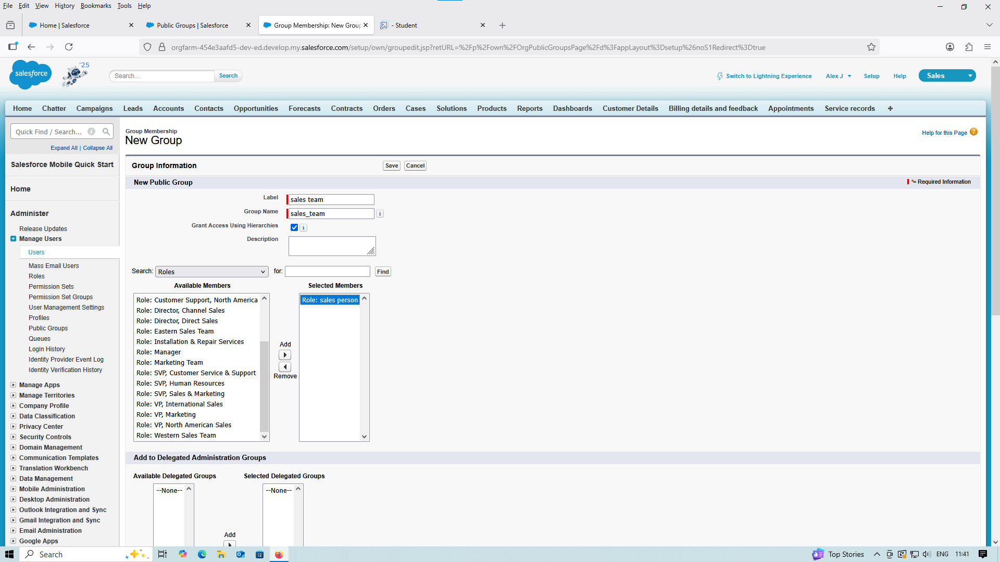 File Edit View History Bookmarks Tools Help
Home | Salesforce
Public Groups | Salesforce
Group Membership: New Group
- Student
orgfarm-454e3aafd5-dev-ed.develop.my.salesforce.com/setup/own/groupedit.jsp?retURL=%2Fp%2Fown%2FOrgPublicGroupsPage%2Fd%3FappLayout%3Dsetup%26noS1Redirect%3Dtrue
salesforce
'25
Search...
Search
Switch to Lightning Experience
Alex J
Setup
Help
Sales
Home Chatter Campaigns Leads Accounts Contacts Opportunities Forecasts Contracts Orders Cases Solutions Products Reports Dashboards Customer Details Billing details and feedback Appointments Service records +
Quick Find / Search...
Expand All | Collapse All
Salesforce Mobile Quick Start
Home
Administer
Release Updates
Manage Users
Users
Mass Email Users
Roles
Permission Sets
Permission Set Groups
User Management Settings
Profiles
Public Groups
Queues
Login History
Identity Provider Event Log
Identity Verification History
Manage Apps
Manage Territories
Company Profile
Data Classification
Privacy Center
Security Controls
Domain Management
Communication Templates
Translation Workbench
Data Management
Mobile Administration
Desktop Administration
Outlook Integration and Sync
Gmail Integration and Sync
Email Administration
Google Apps
Group Membership
New Group
Help for this Page ?
Group Information
Save
Cancel
New Public Group
*= Required Information
Label
sales team
Group Name
sales_team
i
Grant Access Using Hierarchies
i
Description
Search: Roles for: Find
Available Members
Selected Members
Role: Customer Support, North America
Role: Director, Channel Sales
Role: Director, Direct Sales
Role: Eastern Sales Team
Role: Installation & Repair Services
Role: Manager
Role: Marketing Team
Role: SVP, Customer Service & Support
Role: SVP, Human Resources
Role: SVP, Sales & Marketing
Role: VP, International Sales
Role: VP, Marketing
Role: VP, North American Sales
Role: Western Sales Team
Add
Remove
Role: sales person
Add to Delegated Administration Groups
Available Delegated Groups
Selected Delegated Groups
--None--
--None--
Add
Search
Top Stories
ENG
11:41